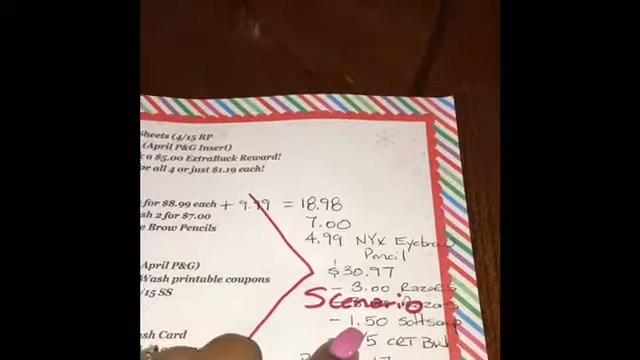 Sheets (4/15 RP
(April P&G Insert)
a $5.00 ExtraBuck Reward!
for all 4 or just $1.19 each!
for $8.99 each + 9.99 = 18.98
sh 2 for $7.00
7.00
e Brow Pencils
4.99 NYX Eyebrow
Pencil
$30.97
April P&G)
- 3.00 Razors
Wash printable coupons
Scenario
/15 SS
- 1.50 Softsoap
sh Card
/5 CRT BW